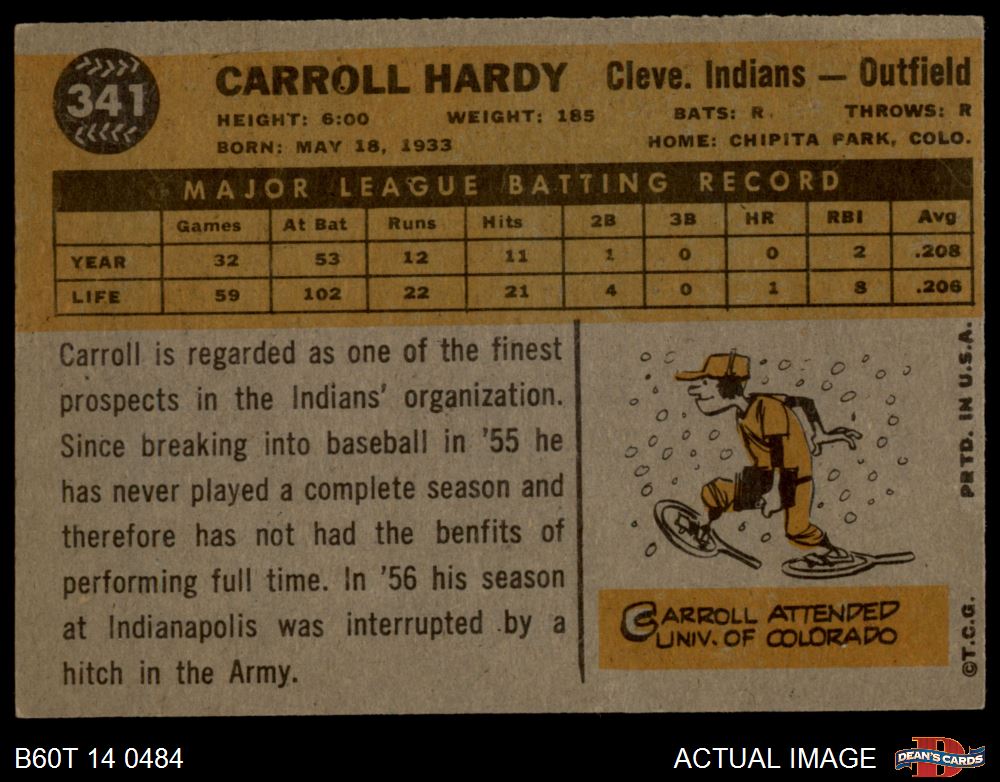 341
CARROLL HARDY Cleve. Indians — Outfield
HEIGHT: 6:00 WEIGHT: 185 BATS: R. THROWS: R
BORN: MAY 18, 1933 HOME: CHIPITA PARK, COLO.
MAJOR LEAGUE BATTING RECORD
Games At Bat Runs Hits 2B 3B HR RBI Avg
YEAR 32 53 12 11 1 0 0 2 .208
LIFE 59 102 22 21 4 0 1 8 .206
Carroll is regarded as one of the finest
prospects in the Indians' organization.
Since breaking into baseball in '55 he
has never played a complete season and
therefore has not had the benfits of
performing full time. In '56 his season
at Indianapolis was interrupted by a
hitch in the Army.
CARROLL ATTENDED
UNIV. OF COLORADO
PRTD. IN U.S.A.
©T.C.G.
B60T 14 0484
ACTUAL IMAGE
D
DEAN'S CARDS